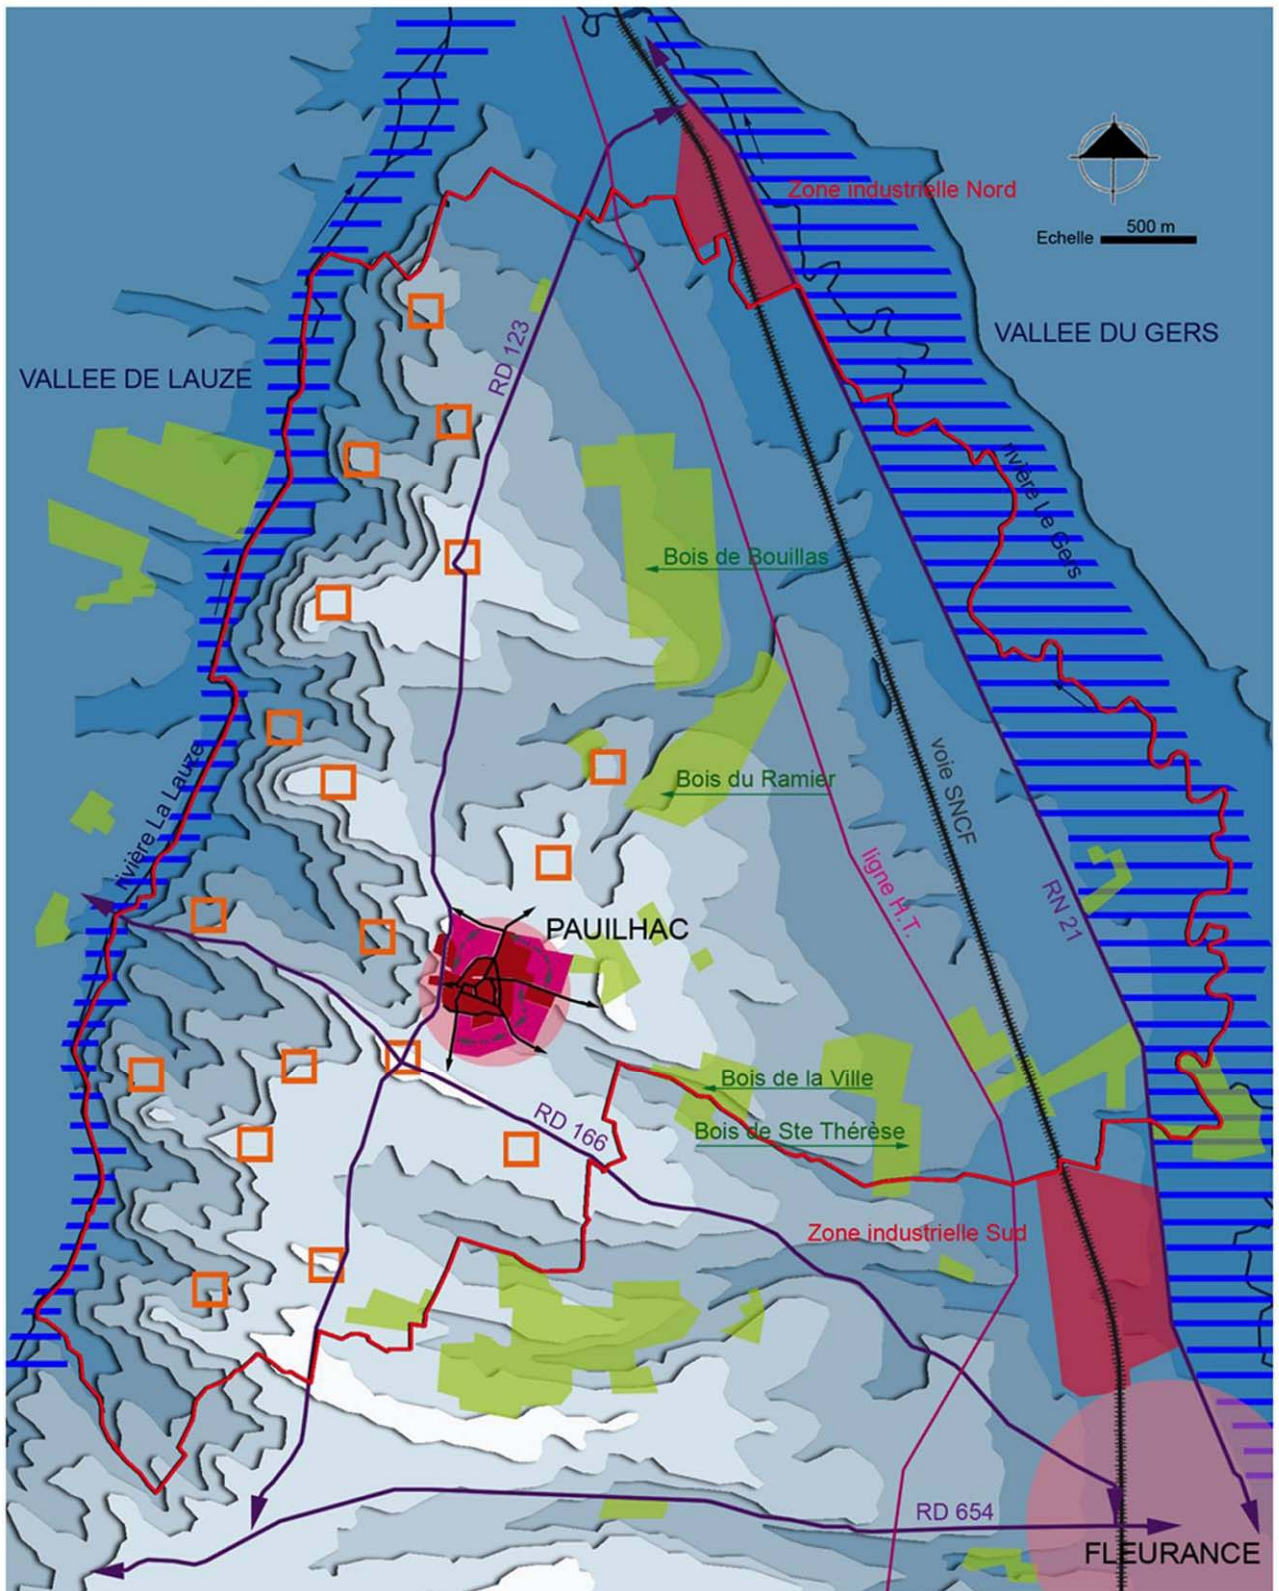 Zone industrielle Nord
500 m
Echelle
VALLEE DU GERS
RD 123
VALLEE DE LAUZE
rivière Le Gers
Bois de Bouillas
voie SNCF
Bois du Ramier
rivière La Lauze
ligne H.T.
RN 21
PAUILHAC
Bois de la Ville
RD 166
Bois de Ste Thérèse
Zone industrielle Sud
RD 654
FLEURANCE